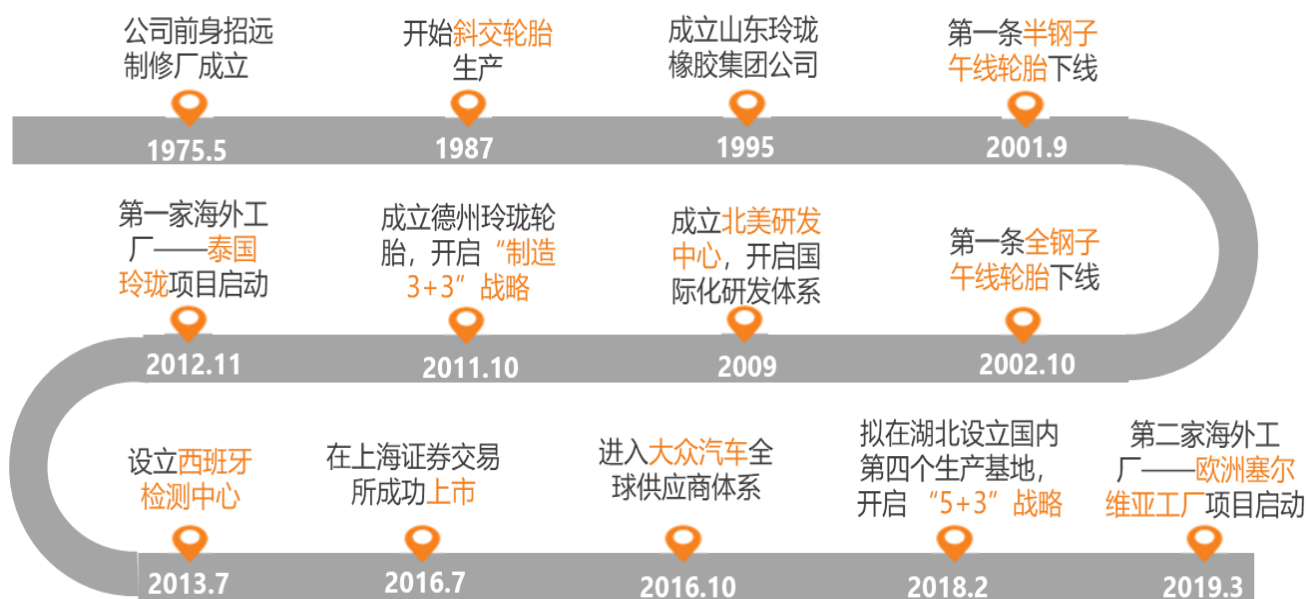 公司前身招远
制修厂成立
1975.5
开始斜交轮胎
生产
1987
成立山东玲珑
橡胶集团公司
1995
第一条半钢子
午线轮胎下线
2001.9
第一条全钢子
午线轮胎下线
2002.10
成立北美研发
中心，开启国
际化研发体系
2009
成立德州玲珑轮
胎，开启“制造
3+3”战略
2011.10
第一家海外工
厂——泰国
玲珑项目启动
2012.11
设立西班牙
检测中心
2013.7
在上海证券交易
所成功上市
2016.7
进入大众汽车全
球供应商体系
2016.10
拟在湖北设立国内
第四个生产基地，
开启“5+3”战略
2018.2
第二家海外工
厂——欧洲塞尔
维亚工厂项目启动
2019.3